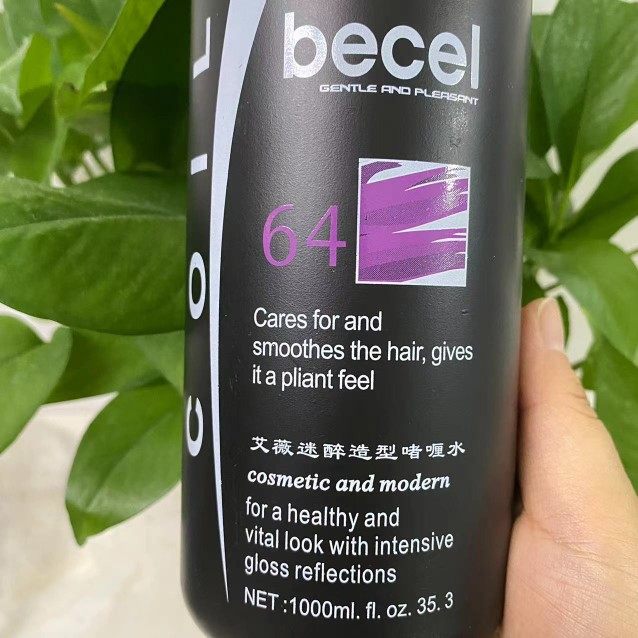 becel
GENTLE AND PLEASANT
64
COIL
Cares for and
smoothes the hair, gives
it a pliant feel
艾薇迷醉造型啫喱水
cosmetic and modern
for a healthy and
vital look with intensive
gloss reflections
NET:1000ml. fl. oz. 35.3